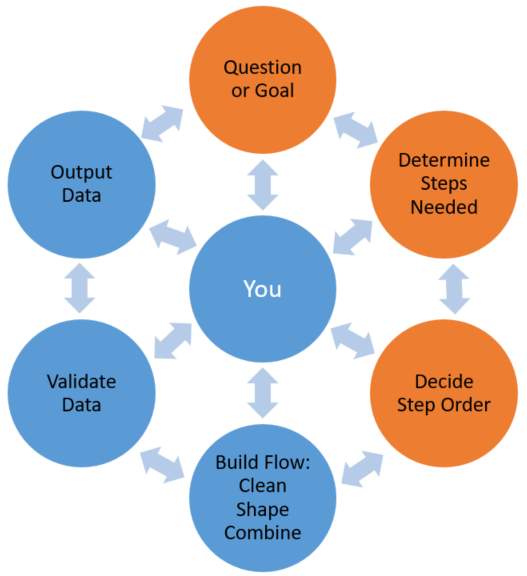 Question
or Goal
Determine
Steps
Needed
Decide
Step Order
Build Flow:
Clean
Shape
Combine
Validate
Data
Output
Data
You